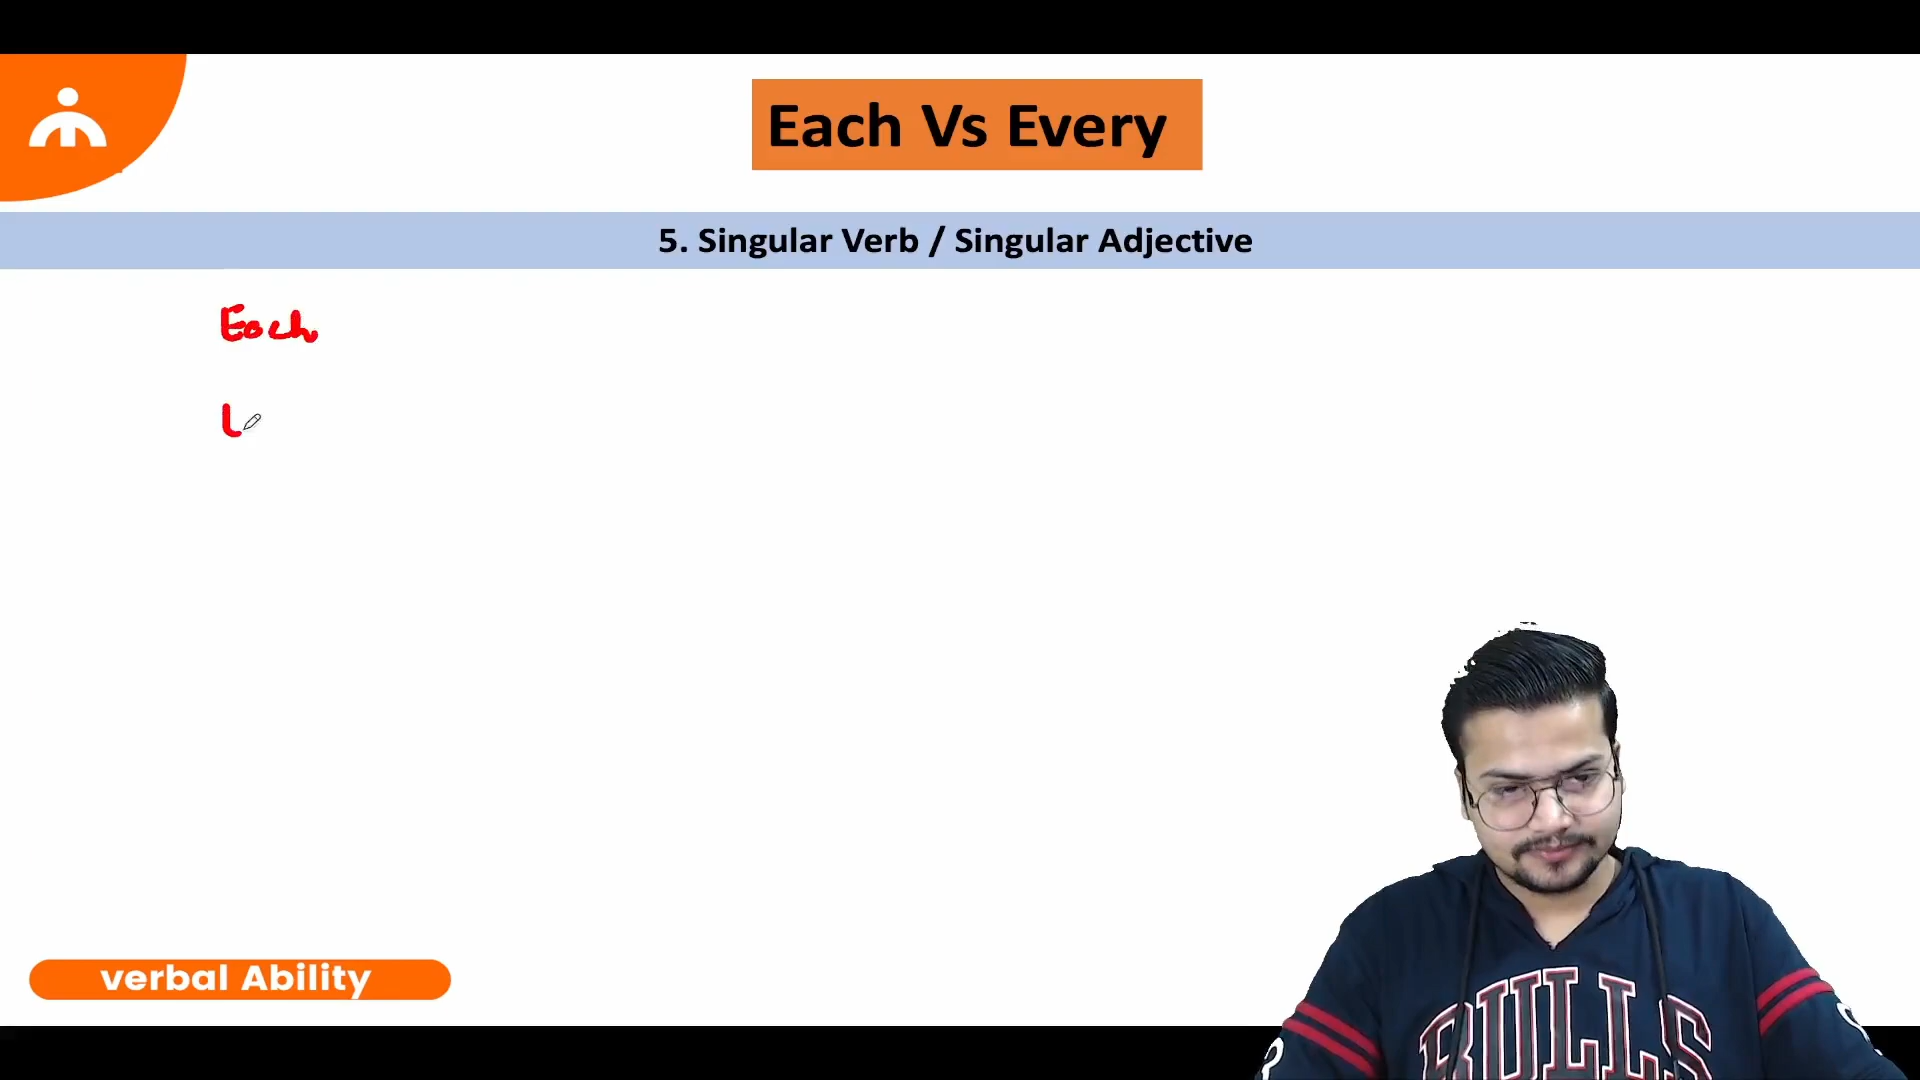 Each Vs Every
5. Singular Verb / Singular Adjective
Each
verbal Ability
BULLS